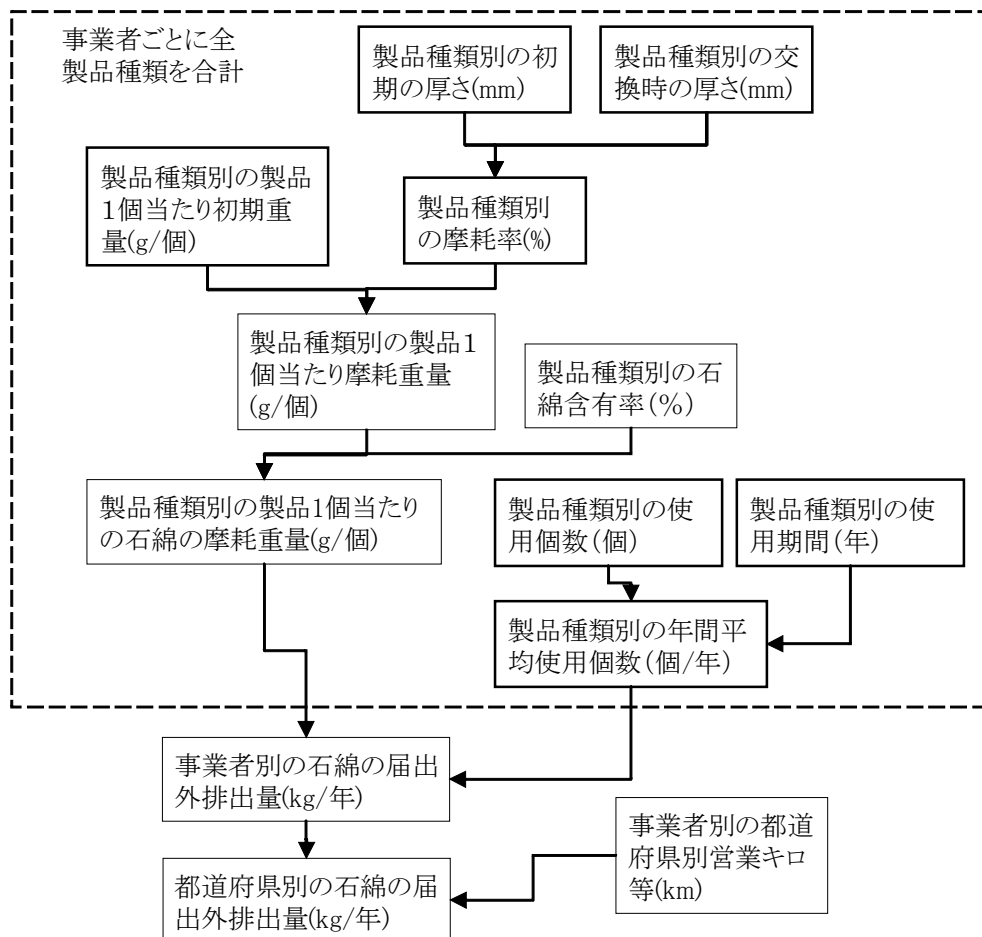 事業者ごとに全
製品種類を合計
製品種類別の初
期の厚さ(mm)
製品種類別の交
換時の厚さ(mm)
製品種類別の製品
1個当たり初期重
量(g/個)
製品種類別
の摩耗率(%)
製品種類別の製品1
個当たり摩耗重量
(g/個)
製品種類別の石
綿含有率(%)
製品種類別の製品1個当たり
の石綿の摩耗重量(g/個)
製品種類別の使
用個数(個)
製品種類別の使
用期間(年)
製品種類別の年間平
均使用個数(個/年)
事業者別の石綿の届出
外排出量(kg/年)
事業者別の都道
府県別営業キロ
等(km)
都道府県別の石綿の届
出外排出量(kg/年)